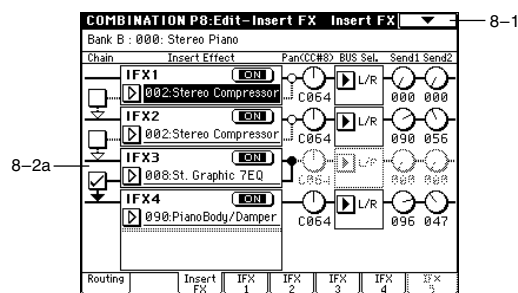 COMBINATION P8:Edit-Insert FX Insert FX
8-1
Bank B : 000: Stereo Piano
Chain Insert Effect Pan(CC#8) BUS Sel. Send1 Send2
IFX1 ON
002:Stereo Compressor C064 L/R 000 000
IFX2 ON
002:Stereo Compressor C064 L/R 090 056
8-2a
IFX3 ON
008:St. Graphic 7EQ C064 L/R
IFX4 ON
090:PianoBody/Damper C064 L/R 096 047
Routing Insert FX IFX 1 IFX 2 IFX 3 IFX 4 IFX 5